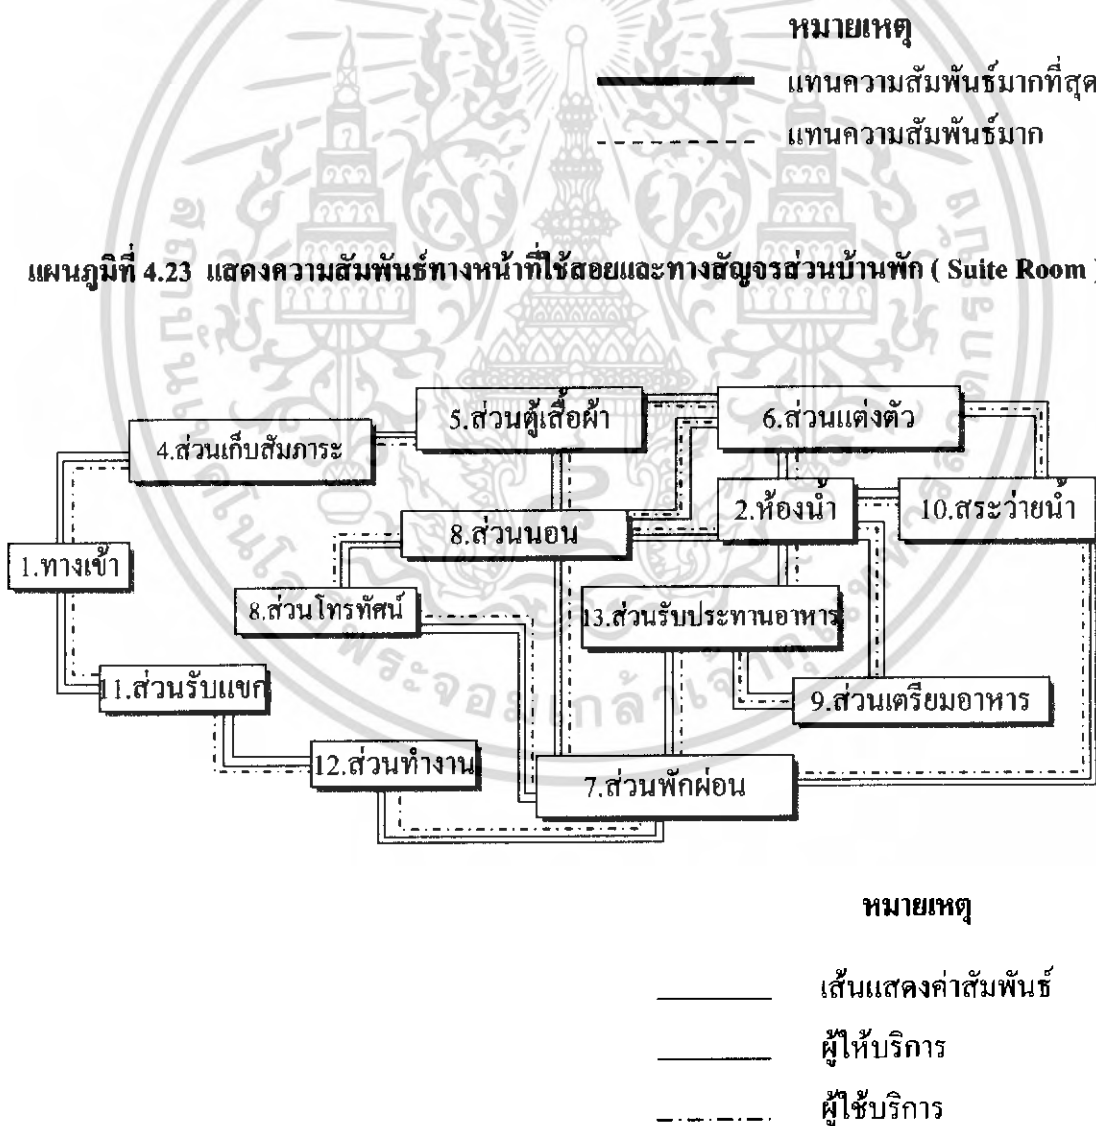 หมายเหตุ
แทนความสัมพันธ์มากที่สุด
แทนความสัมพันธ์มาก
แผนภูมิที่ 4.23 แสดงความสัมพันธ์ทางหน้าที่ใช้สอยและทางสัญจรส่วนบ้านพัก ( Suite Room )
5.ส่วนตู้เสื้อผ้า
6.ส่วนแต่งตัว
4.ส่วนเก็บสัมภาระ
2.ห้องน้ำ
10.สระว่ายน้ำ
8.ส่วนนอน
1.ทางเข้า
8.ส่วนโทรทัศน์
13.ส่วนรับประทานอาหาร
11.ส่วนรับแขก
9.ส่วนเตรียมอาหาร
12.ส่วนทำงาน
7.ส่วนพักผ่อน
หมายเหตุ
เส้นแสดงค่าสัมพันธ์
ผู้ให้บริการ
ผู้ใช้บริการ